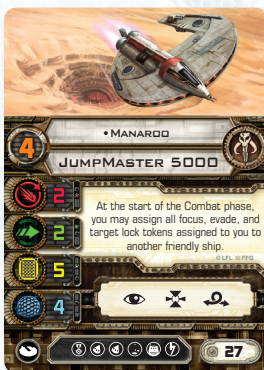 • MANAROO
4
JUMPMASTER 5000
2
At the start of the Combat phase,
you may assign all focus, evade, and
target lock tokens assigned to you to
another friendly ship.
© LFL © FFG
2
5
4
27